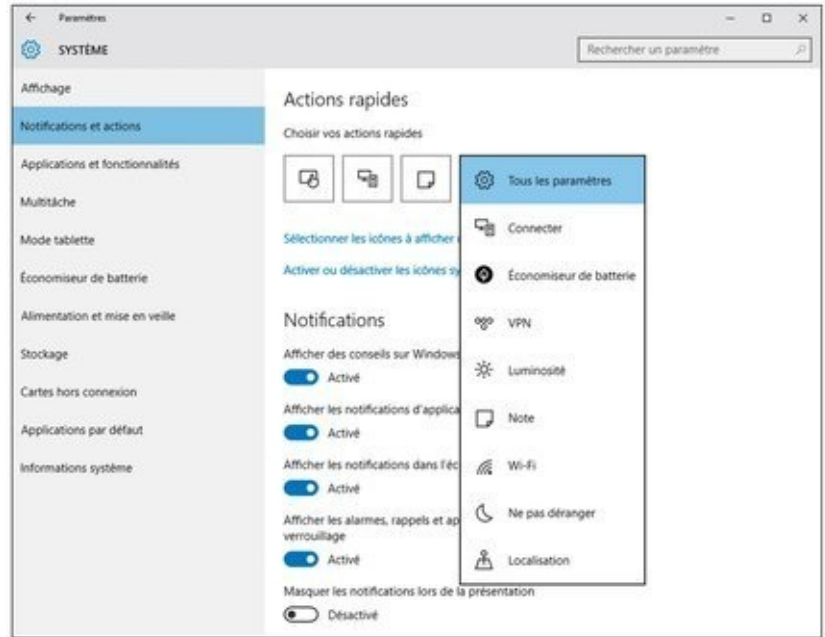 Paramètres
SYSTÈME
Rechercher un paramètre
Affichage
Notifications et actions
Applications et fonctionnalités
Multitâche
Mode tablette
Économiseur de batterie
Alimentation et mise en veille
Stockage
Cartes hors connexion
Applications par défaut
Informations système
Actions rapides
Choisir vos actions rapides
Sélectionner les icônes à afficher
Activer ou désactiver les icônes sy
Notifications
Afficher des conseils sur Windows
Activé
Afficher les notifications d'applica
Activé
Afficher les notifications dans l'éc
Activé
Afficher les alarmes, rappels et ap
verrouillage
Activé
Masquer les notifications lors de la présentation
Désactivé
Tous les paramètres
Connecter
Économiseur de batterie
VPN
Luminosité
Note
Wi-Fi
Ne pas déranger
Localisation